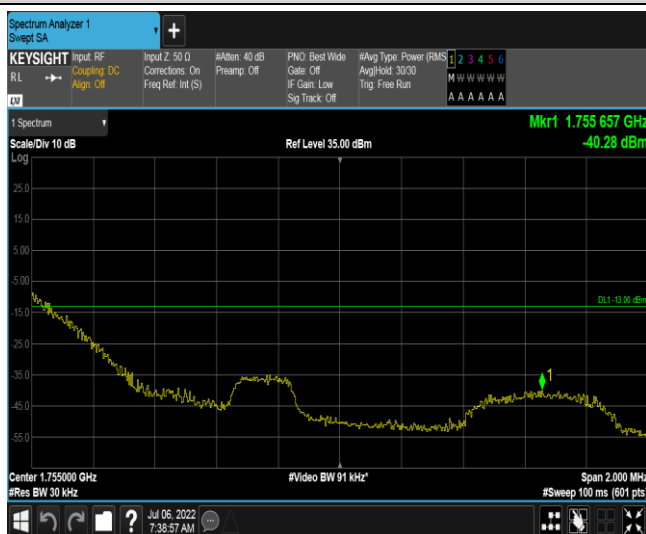 Spectrum Analyzer 1
Swept SA
+
KEYSIGHT Input: RF Input Z: 50 Ω #Atten: 40 dB PNO: Best Wide #Avg Type: Power (RMS 1 2 3 4 5 6
RL Coupling: DC Corrections: On Preamp: Off Gate: Off Avg|Hold: 30/30 M W W W W W
Align: Off Freq Ref: Int (S) IF Gain: Low Trig: Free Run
LXI Sig Track: Off A A A A A A
1 Spectrum
Mkr1 1.755 657 GHz
Scale/Div 10 dB Ref Level 35.00 dBm -40.28 dBm
Log
25.0
15.0
5.00
-5.00
DL1 -13.00 dBm
-15.0
-25.0
-35.0
1
-45.0
-55.0
Center 1.755000 GHz #Video BW 91 kHz* Span 2.000 MHz
#Res BW 30 kHz #Sweep 100 ms (601 pts)
? Jul 06, 2022
7:38:57 AM